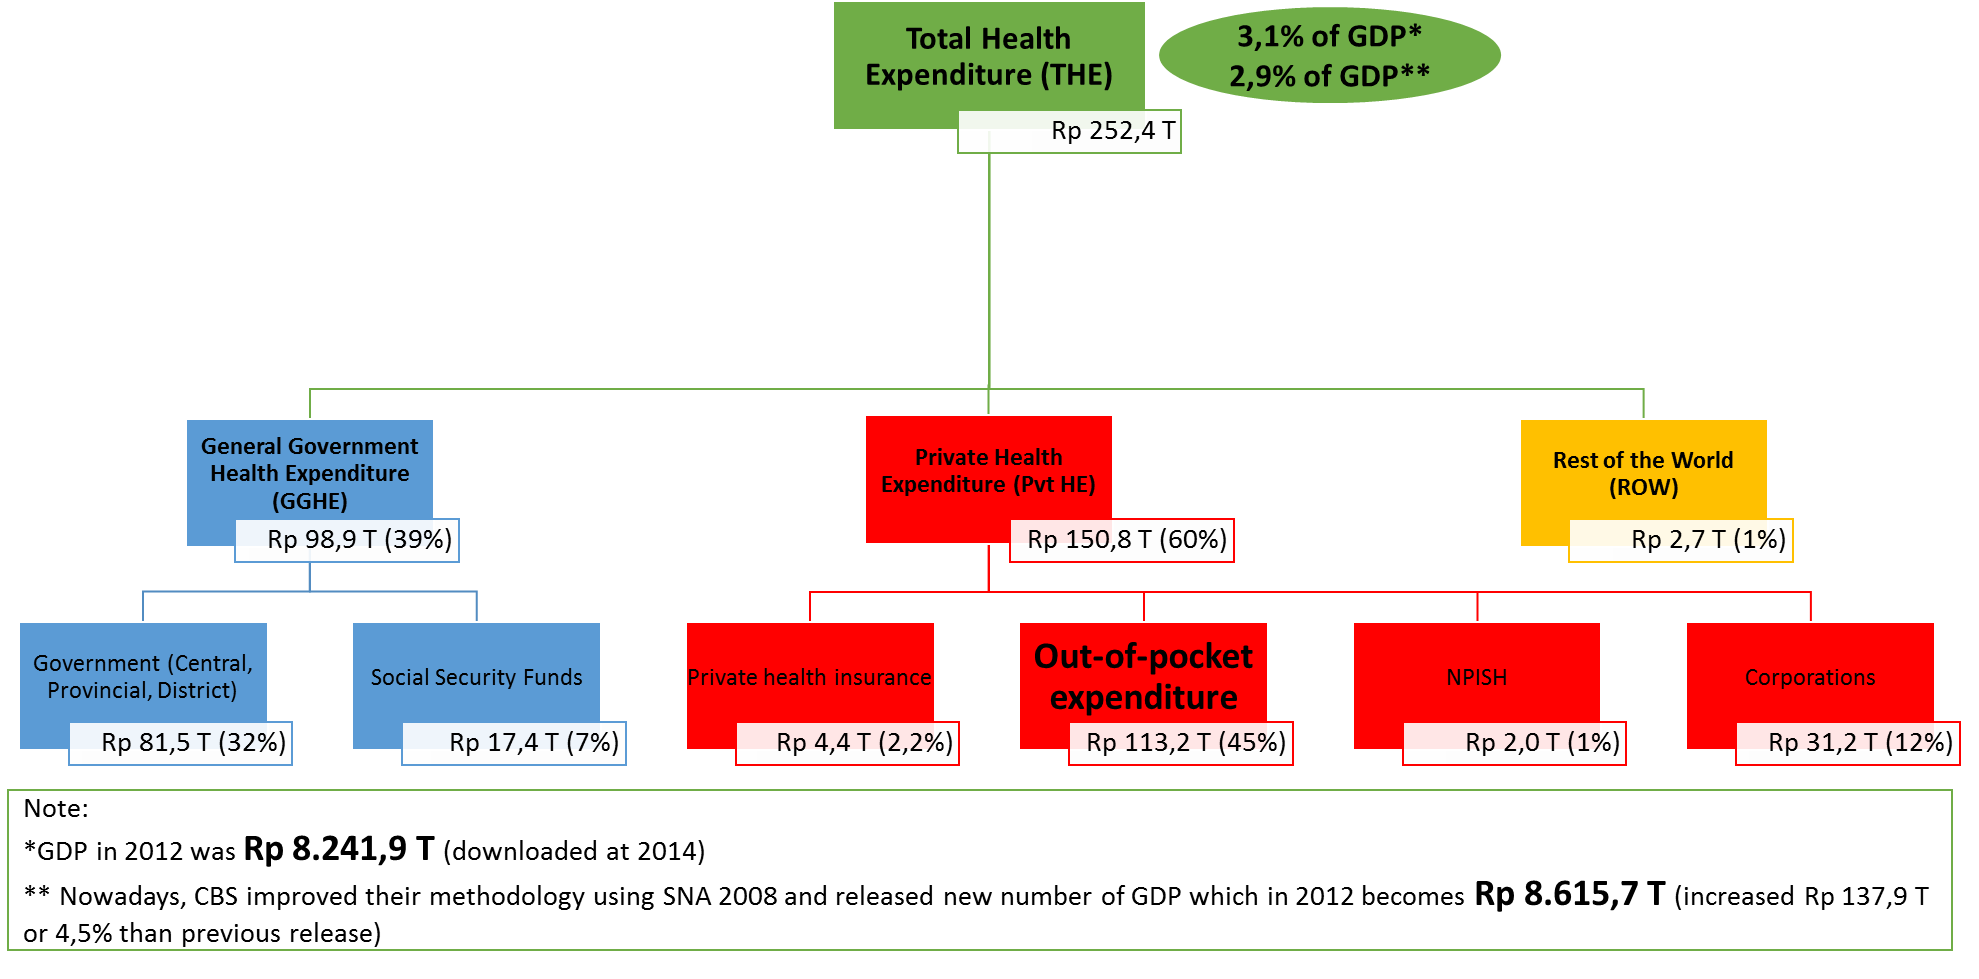 Total Health
Expenditure (THE)
3,1% of GDP*
2,9% of GDP**
Rp 252,4 T
General Government
Health Expenditure
(GGHE)
Rp 98,9 T (39%)
Private Health
Expenditure (Pvt HE)
Rp 150,8 T (60%)
Rest of the World
(ROW)
Rp 2,7 T (1%)
Government (Central,
Provincial, District)
Rp 81,5 T (32%)
Social Security Funds
Rp 17,4 T (7%)
Private health insurance
Rp 4,4 T (2,2%)
Out-of-pocket
expenditure
Rp 113,2 T (45%)
NPISH
Rp 2,0 T (1%)
Corporations
Rp 31,2 T (12%)
Note:
*GDP in 2012 was Rp 8.241,9 T (downloaded at 2014)
** Nowadays, CBS improved their methodology using SNA 2008 and released new number of GDP which in 2012 becomes Rp 8.615,7 T (increased Rp 137,9 T
or 4,5% than previous release)